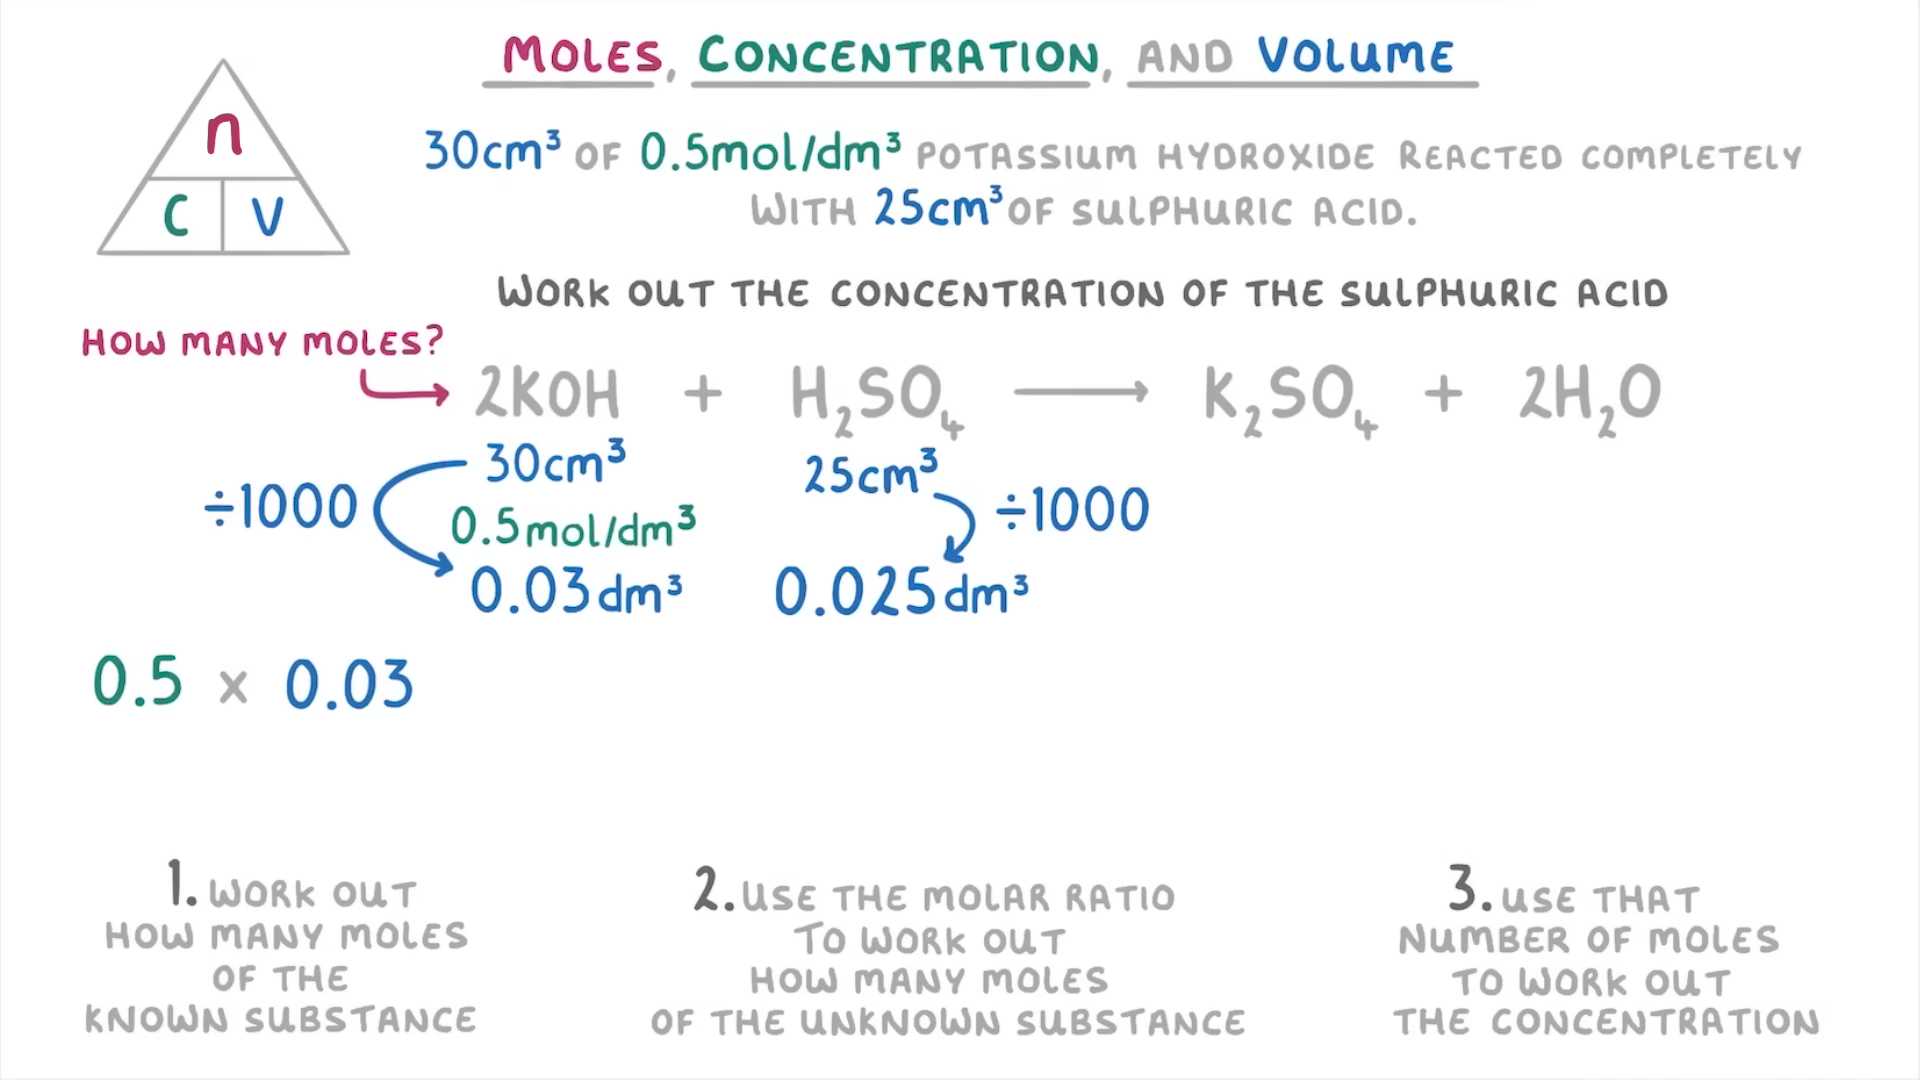 MOLES, CONCENTRATION, AND VOLUME
n
C V
30cm³ OF 0.5mol/dm³ POTASSIUM HYDROXIDE REACTED COMPLETELY
WITH 25cm³ OF SULPHURIC ACID.
WORK OUT THE CONCENTRATION OF THE SULPHURIC ACID
HOW MANY MOLES?
2KOH + H₂SO₄ ⟶ K₂SO₄ + 2H₂O
30cm³ 25cm³
÷1000 ÷1000
0.5mol/dm³
0.03dm³ 0.025dm³
0.5 x 0.03
1. WORK OUT
HOW MANY MOLES
OF THE
KNOWN SUBSTANCE
2. USE THE MOLAR RATIO
TO WORK OUT
HOW MANY MOLES
OF THE UNKNOWN SUBSTANCE
3. USE THAT
NUMBER OF MOLES
TO WORK OUT
THE CONCENTRATION